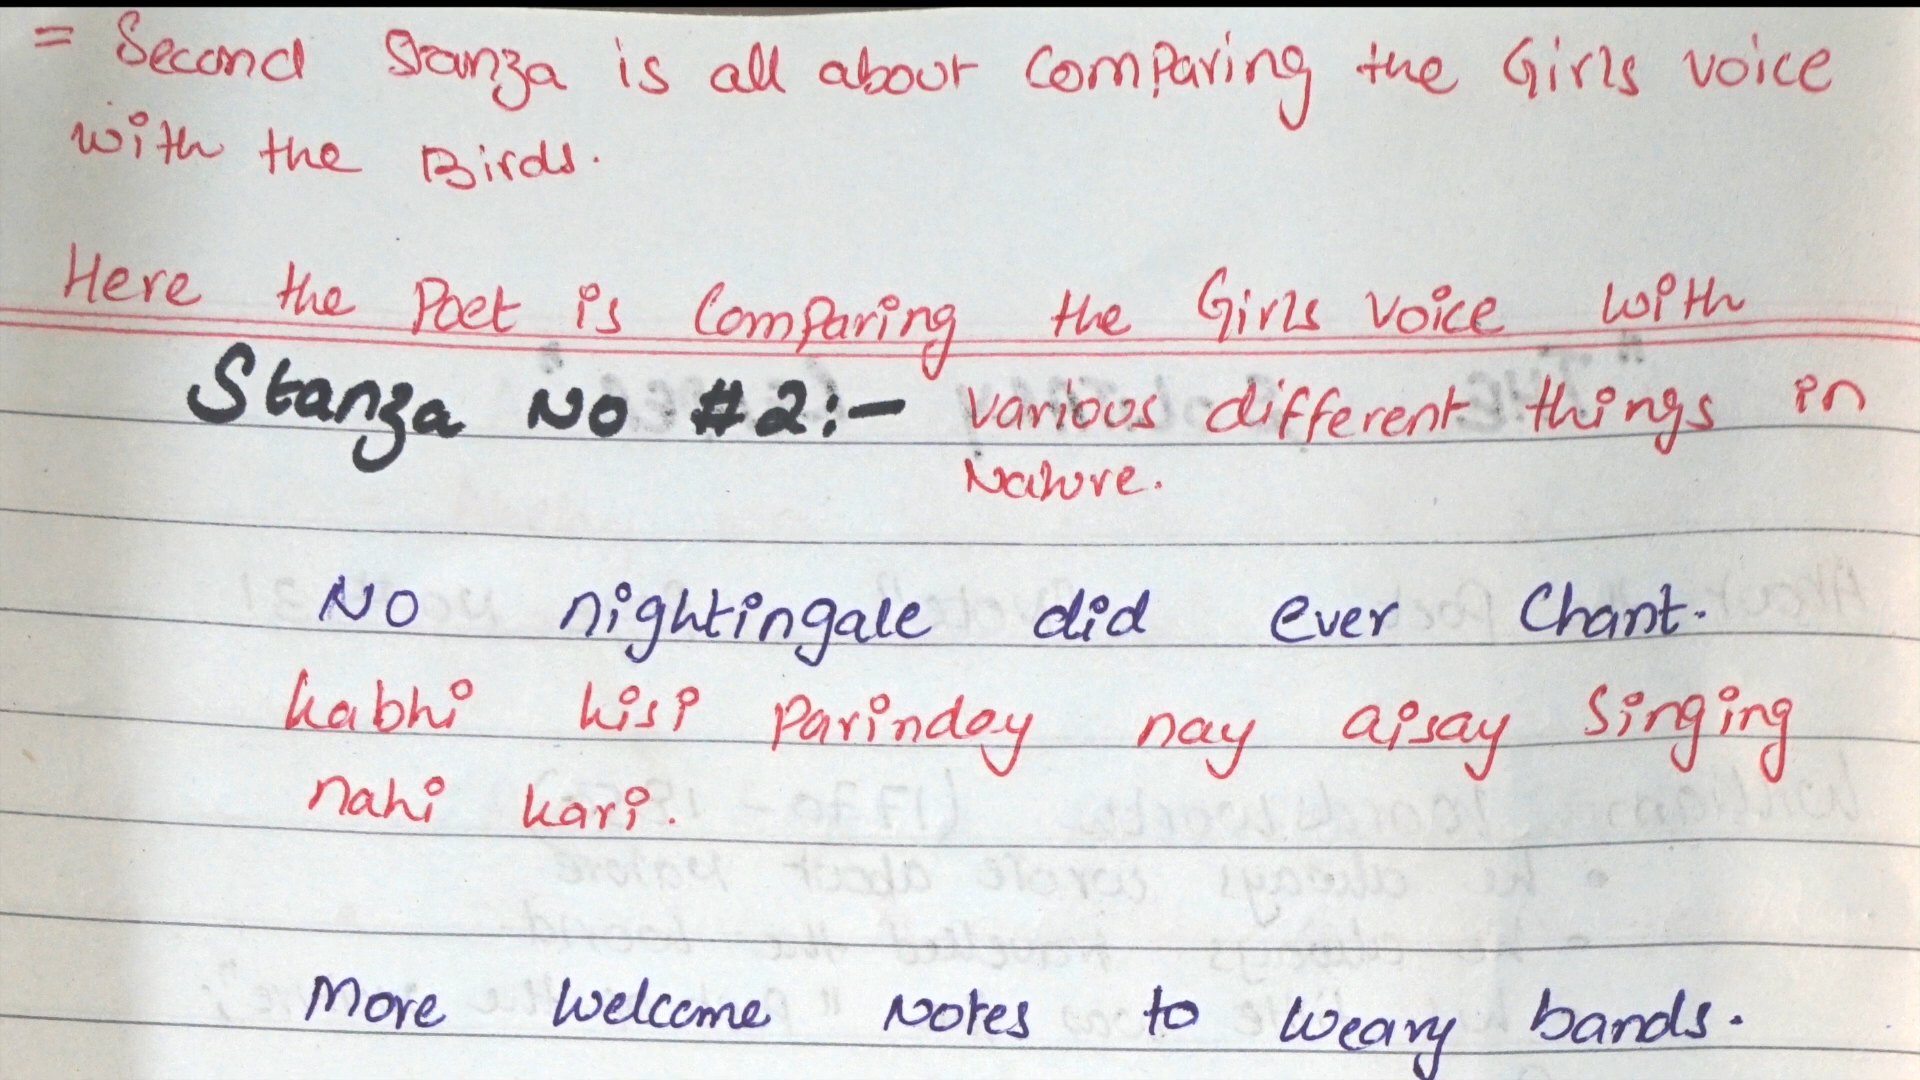 = Second Stanza is all about Comparing the Girls voice
with the Birds.
Here the Poet is Comparing the Girls Voice with
Stanza No #2:- various different things in
Nature.
No nightingale did ever Chant.
kabhi kisi Parinday nay aisay Singing
nahi kari.
More Welcome Notes to Weary bands.